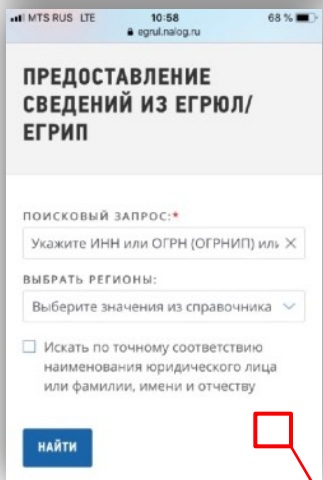 MTS RUS LTE 10:58 68 %
egrul.nalog.ru
ПРЕДОСТАВЛЕНИЕ
СВЕДЕНИЙ ИЗ ЕГРЮЛ/
ЕГРИП
ПОИСКОВЫЙ ЗАПРОС:*
Укажите ИНН или ОГРН (ОГРНИП) илі
ВЫБРАТЬ РЕГИОНЫ:
Выберите значения из справочника
Искать по точному соответствию
наименования юридического лица
или фамилии, имени и отчеству
НАЙТИ